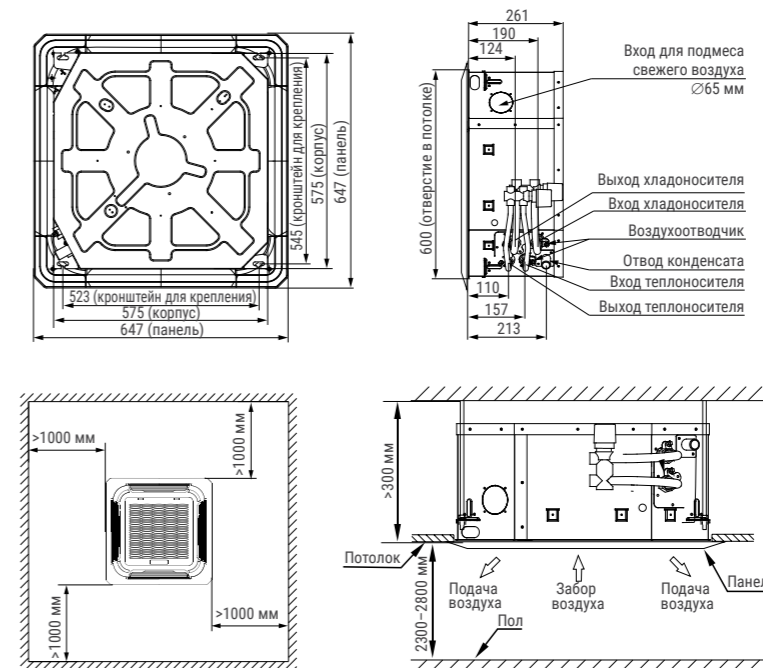 545 (кронштейн для крепления)
575 (корпус)
647 (панель)
523 (кронштейн для крепления)
575 (корпус)
647 (панель)
261
190
124
600 (отверстие в потолке)
110
157
213
Вход для подмеса
свежего воздуха
∅65 мм
Выход хладоносителя
Вход хладоносителя
Воздухоотводчик
Отвод конденсата
Вход теплоносителя
Выход теплоносителя
>1000 мм
>1000 мм
>1000 мм
>1000 мм
>300 мм
2300–2800 мм
Потолок
Подача
воздуха
Забор
воздуха
Подача
воздуха
Панел
Пол